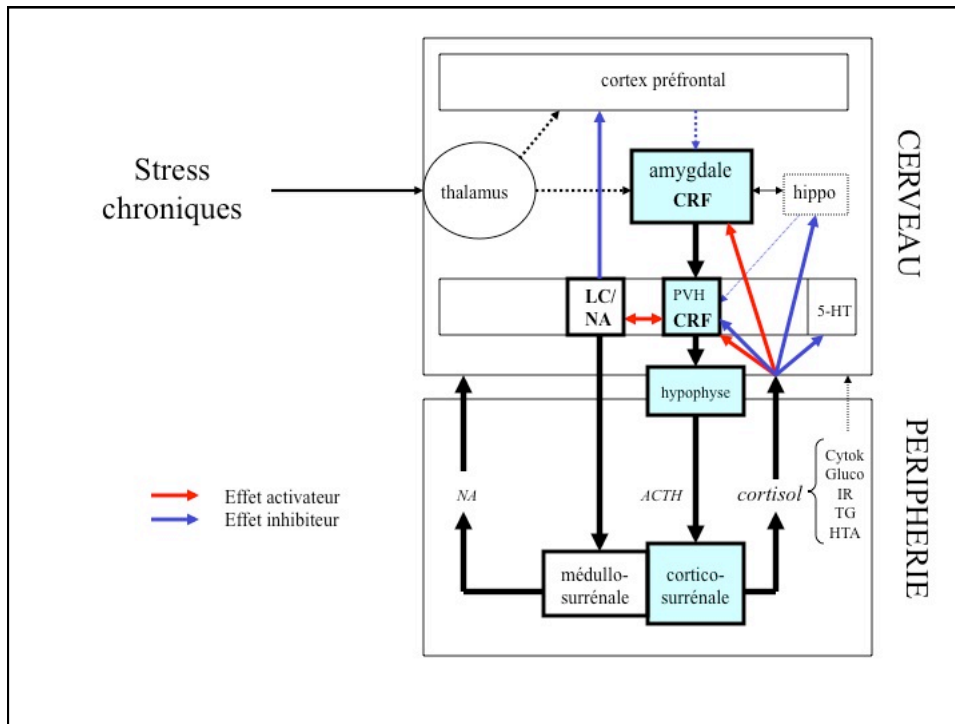 cortex préfrontal
Stress
chroniques
thalamus
amygdale
CRF
hippo
CERVEAU
LC/
NA
PVH
CRF
5-HT
hypophyse
PERIPHERIE
NA
ACTH
cortisol
Cytok
Gluco
IR
TG
HTA
Effet activateur
Effet inhibiteur
médullo-
surrénale
cortico-
surrénale